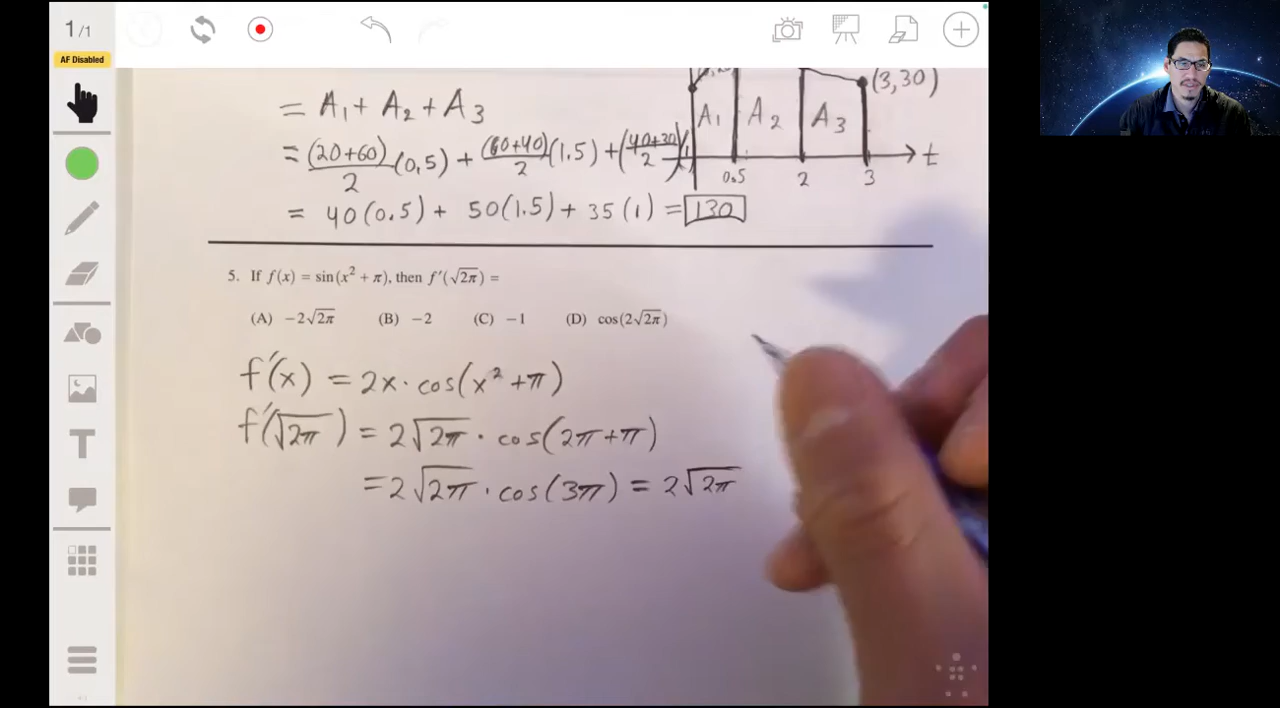 1/1
AF Disabled
T
(3,30)
A₁ A₂ A₃
= A₁ + A₂ + A₃
= (20+60)/2 (0,5) + (60+40)/2 (1.5) + (40+30)/2
t
0.5 2 3
= 40(0.5) + 50(1.5) + 35(1) = 130
5. If f(x) = sin(x² + π), then f′(√2π) =
(A) −2√2π (B) −2 (C) −1 (D) cos(2√2π)
f′(x) = 2x · cos(x² + π)
f′(√2π) = 2√2π · cos(2π + π)
= 2√2π · cos(3π) = 2√2π